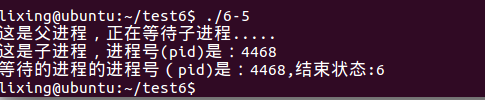 lixing@ubuntu:~/test6$ ./6-5
这是父进程，正在等待子进程.....
这是子进程，进程号(pid)是：4468
等待的进程的进程号（pid)是：4468,结束状态:6
lixing@ubuntu:~/test6$